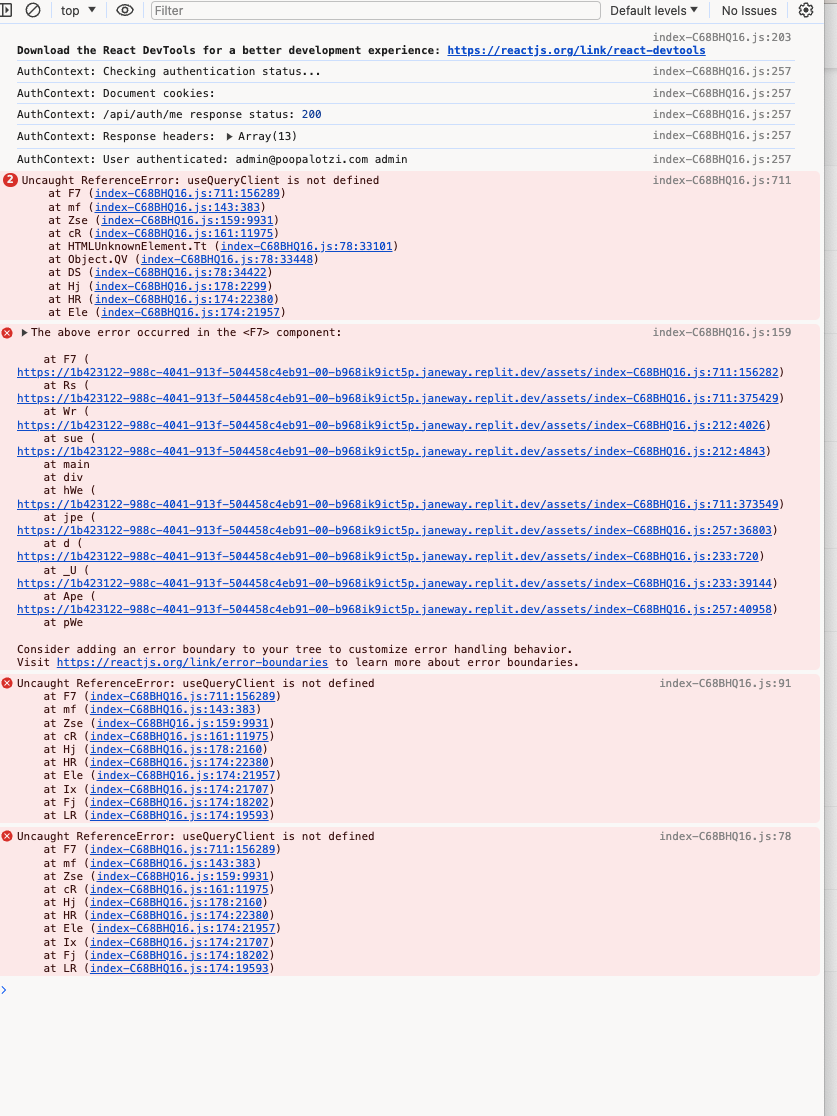 top ▼ Filter Default levels ▼ No Issues
index-C68BHQ16.js:203
Download the React DevTools for a better development experience: https://reactjs.org/link/react-devtools
AuthContext: Checking authentication status... index-C68BHQ16.js:257
AuthContext: Document cookies: index-C68BHQ16.js:257
AuthContext: /api/auth/me response status: 200 index-C68BHQ16.js:257
AuthContext: Response headers: ▶ Array(13) index-C68BHQ16.js:257
AuthContext: User authenticated: admin@poopalotzi.com admin index-C68BHQ16.js:257
2 Uncaught ReferenceError: useQueryClient is not defined index-C68BHQ16.js:711
at F7 (index-C68BHQ16.js:711:156289)
at mf (index-C68BHQ16.js:143:383)
at Zse (index-C68BHQ16.js:159:9931)
at cR (index-C68BHQ16.js:161:11975)
at HTMLUnknownElement.Tt (index-C68BHQ16.js:78:33101)
at Object.QV (index-C68BHQ16.js:78:33448)
at DS (index-C68BHQ16.js:78:34422)
at Hj (index-C68BHQ16.js:178:2299)
at HR (index-C68BHQ16.js:174:22380)
at Ele (index-C68BHQ16.js:174:21957)
▶ The above error occurred in the <F7> component: index-C68BHQ16.js:159
at F7 (
https://1b423122-988c-4041-913f-504458c4eb91-00-b968ik9ict5p.janeway.replit.dev/assets/index-C68BHQ16.js:711:156282)
at Rs (
https://1b423122-988c-4041-913f-504458c4eb91-00-b968ik9ict5p.janeway.replit.dev/assets/index-C68BHQ16.js:711:375429)
at Wr (
https://1b423122-988c-4041-913f-504458c4eb91-00-b968ik9ict5p.janeway.replit.dev/assets/index-C68BHQ16.js:212:4026)
at sue (
https://1b423122-988c-4041-913f-504458c4eb91-00-b968ik9ict5p.janeway.replit.dev/assets/index-C68BHQ16.js:212:4843)
at main
at div
at hWe (
https://1b423122-988c-4041-913f-504458c4eb91-00-b968ik9ict5p.janeway.replit.dev/assets/index-C68BHQ16.js:711:373549)
at jpe (
https://1b423122-988c-4041-913f-504458c4eb91-00-b968ik9ict5p.janeway.replit.dev/assets/index-C68BHQ16.js:257:36803)
at d (
https://1b423122-988c-4041-913f-504458c4eb91-00-b968ik9ict5p.janeway.replit.dev/assets/index-C68BHQ16.js:233:720)
at _U (
https://1b423122-988c-4041-913f-504458c4eb91-00-b968ik9ict5p.janeway.replit.dev/assets/index-C68BHQ16.js:233:39144)
at Ape (
https://1b423122-988c-4041-913f-504458c4eb91-00-b968ik9ict5p.janeway.replit.dev/assets/index-C68BHQ16.js:257:40958)
at pWe
Consider adding an error boundary to your tree to customize error handling behavior.
Visit https://reactjs.org/link/error-boundaries to learn more about error boundaries.
Uncaught ReferenceError: useQueryClient is not defined index-C68BHQ16.js:91
at F7 (index-C68BHQ16.js:711:156289)
at mf (index-C68BHQ16.js:143:383)
at Zse (index-C68BHQ16.js:159:9931)
at cR (index-C68BHQ16.js:161:11975)
at Hj (index-C68BHQ16.js:178:2160)
at HR (index-C68BHQ16.js:174:22380)
at Ele (index-C68BHQ16.js:174:21957)
at Ix (index-C68BHQ16.js:174:21707)
at Fj (index-C68BHQ16.js:174:18202)
at LR (index-C68BHQ16.js:174:19593)
Uncaught ReferenceError: useQueryClient is not defined index-C68BHQ16.js:78
at F7 (index-C68BHQ16.js:711:156289)
at mf (index-C68BHQ16.js:143:383)
at Zse (index-C68BHQ16.js:159:9931)
at cR (index-C68BHQ16.js:161:11975)
at Hj (index-C68BHQ16.js:178:2160)
at HR (index-C68BHQ16.js:174:22380)
at Ele (index-C68BHQ16.js:174:21957)
at Ix (index-C68BHQ16.js:174:21707)
at Fj (index-C68BHQ16.js:174:18202)
at LR (index-C68BHQ16.js:174:19593)